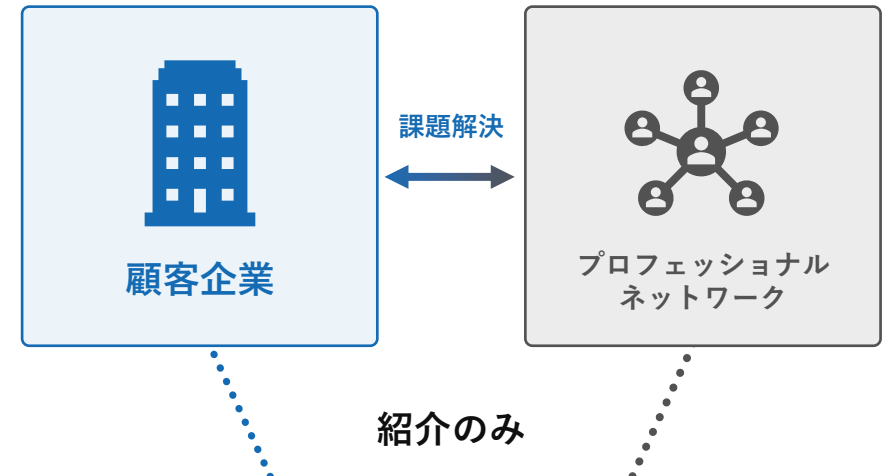 課題解決
顧客企業
プロフェッショナル
ネットワーク
紹介のみ